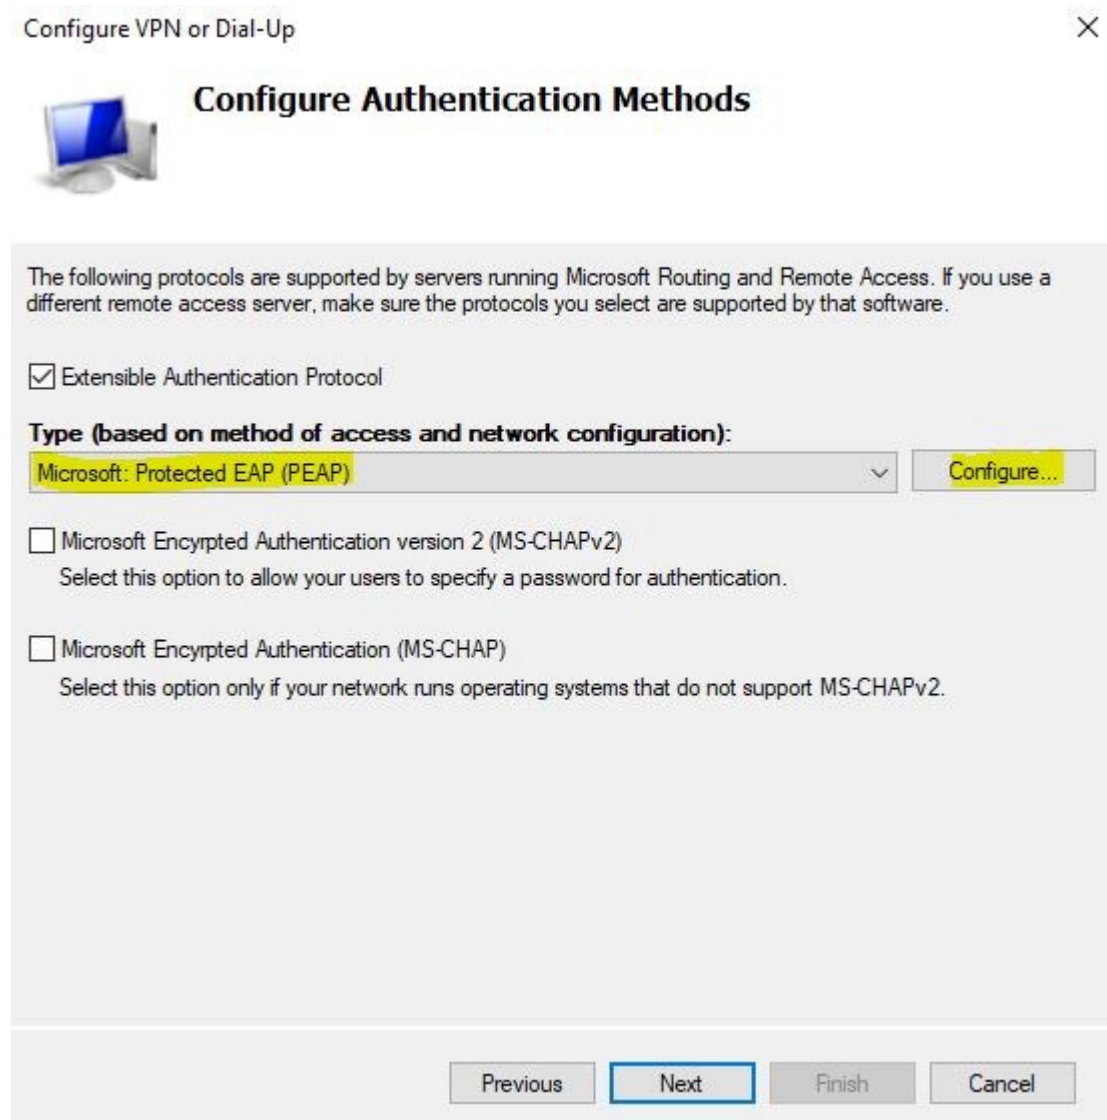 Configure VPN or Dial-Up
Configure Authentication Methods
The following protocols are supported by servers running Microsoft Routing and Remote Access. If you use a
different remote access server, make sure the protocols you select are supported by that software.
Extensible Authentication Protocol
Type (based on method of access and network configuration):
Microsoft: Protected EAP (PEAP)
Configure...
Microsoft Encyrpted Authentication version 2 (MS-CHAPv2)
Select this option to allow your users to specify a password for authentication.
Microsoft Encyrpted Authentication (MS-CHAP)
Select this option only if your network runs operating systems that do not support MS-CHAPv2.
Previous
Next
Finish
Cancel